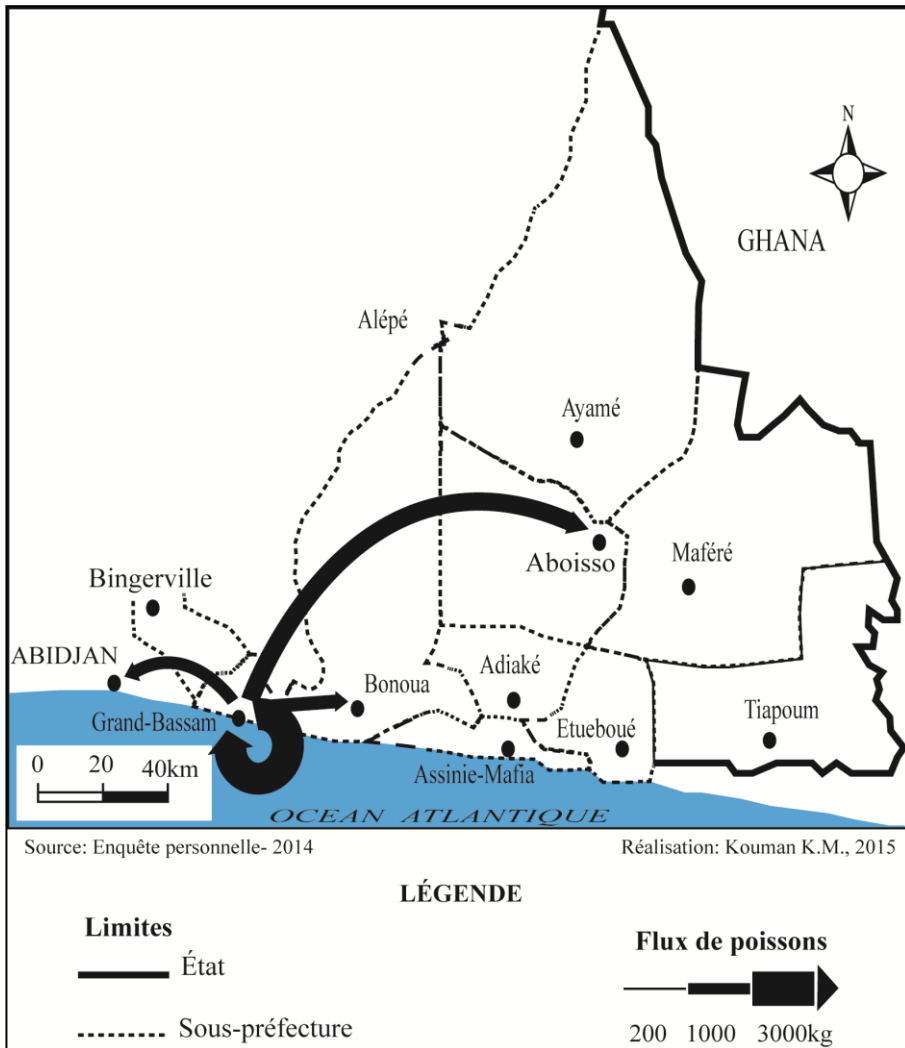 N
GHANA
Alépé
Ayamé
Aboisso
Maféré
Bingerville
ABIDJAN
Adiaké
Bonoua
Grand-Bassam
Etueboué
Tiapoum
Assinie-Mafia
0 20 40km
OCEAN ATLANTIQUE
Source: Enquête personnelle- 2014
Réalisation: Kouman K.M., 2015
LÉGENDE
Limites
État
Sous-préfecture
Flux de poissons
200 1000 3000kg